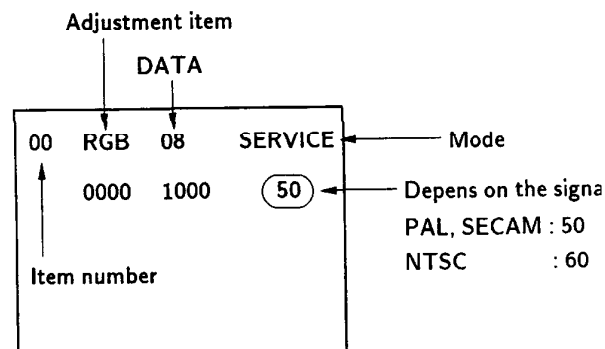 Adjustment item
DATA
00 RGB 08 SERVICE
Mode
0000 1000 50
Depens on the signa
PAL, SECAM : 50
NTSC : 60
Item number